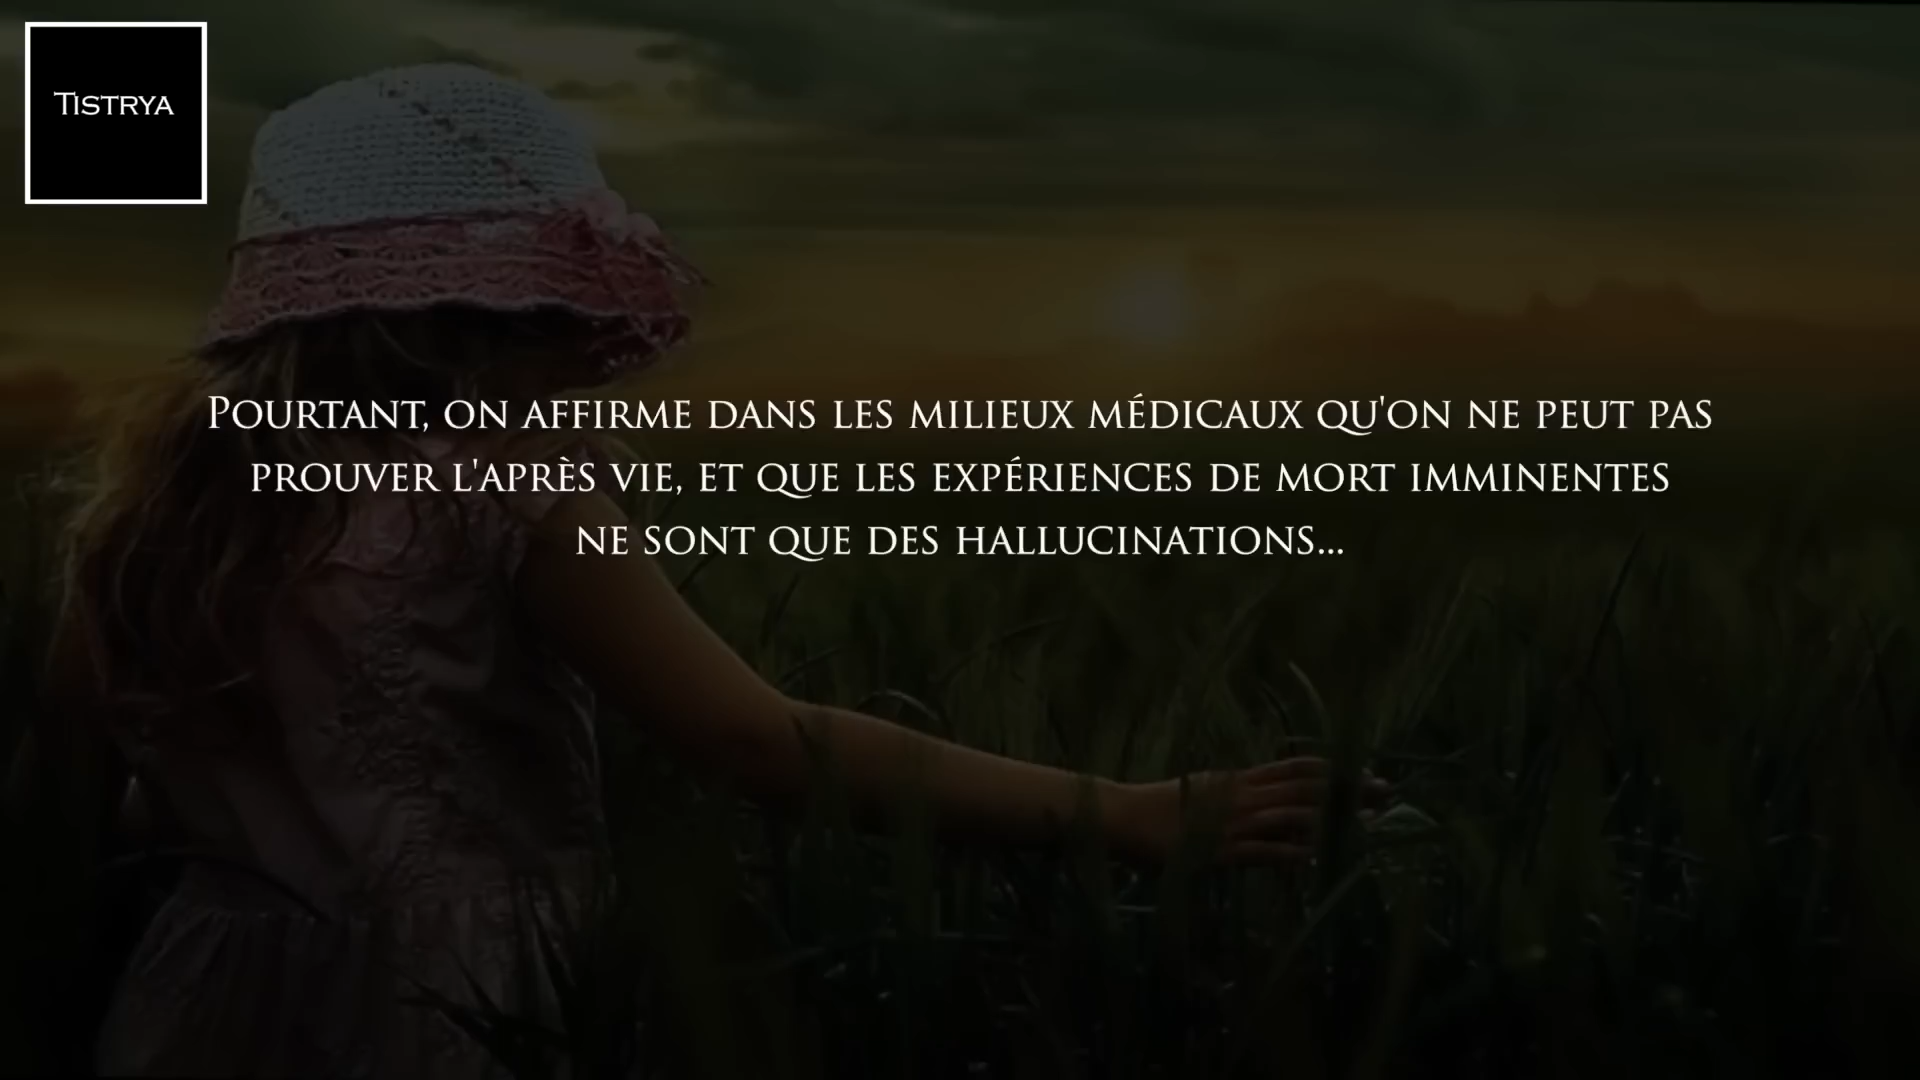 Tistrya
Pourtant, on affirme dans les milieux médicaux qu'on ne peut pas
prouver l'après vie, et que les expériences de mort imminentes
ne sont que des hallucinations...